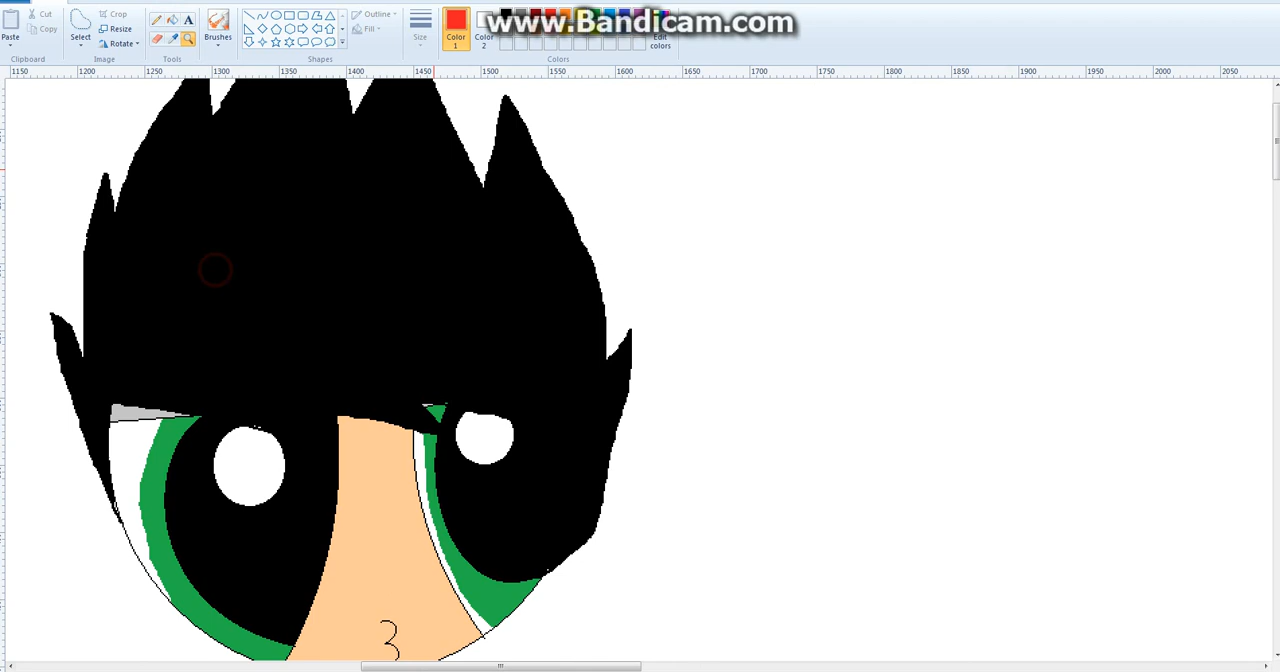 www.Bandicam.com
Cut
Crop
Outline
Copy
Resize
Fill
Paste
Select
Rotate
Brushes
Size
Color 1
Color 2
Edit colors
Clipboard
Image
Tools
Shapes
Colors
1150 1200 1250 1300 1350 1400 1450 1500 1550 1600 1650 1700 1750 1800 1850 1900 1950 2000 2050
3